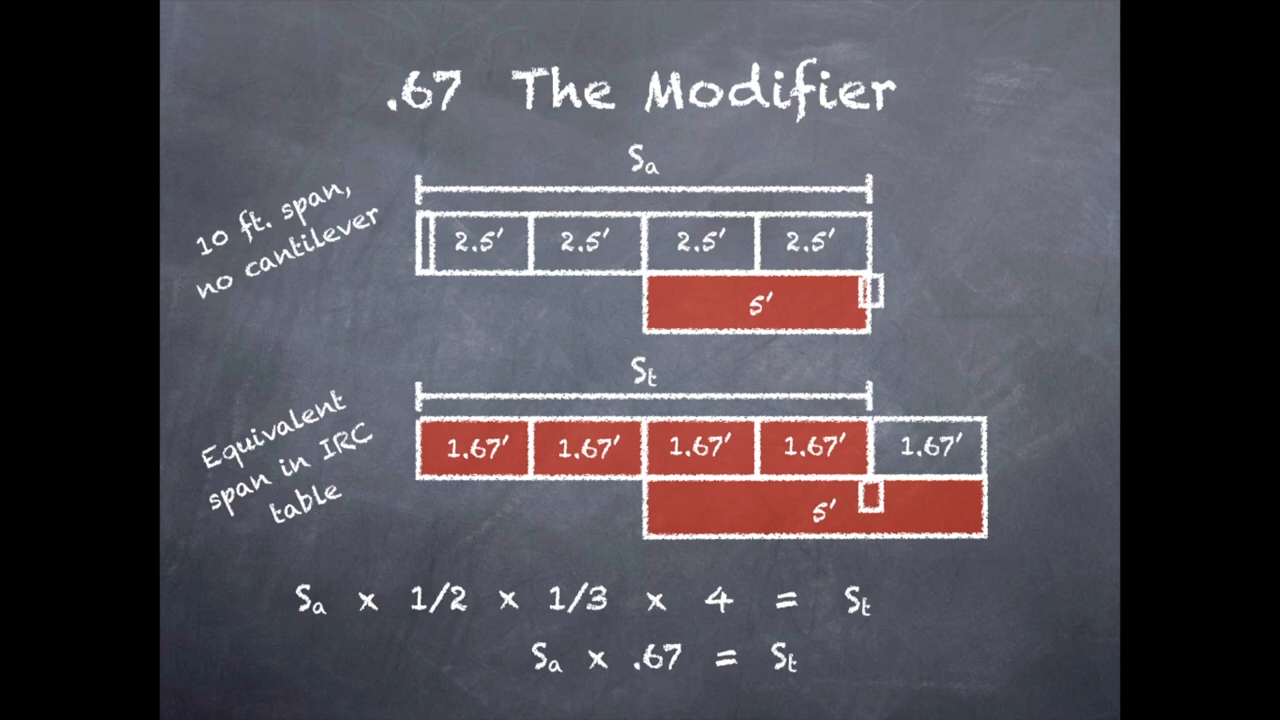 .67 The Modifier
Sa
10 ft. span,
no cantilever
2.5' 2.5' 2.5' 2.5'
5'
St
Equivalent
span in IRC
table
1.67' 1.67' 1.67' 1.67' 1.67'
5'
Sa x 1/2 x 1/3 x 4 = St
Sa x .67 = St